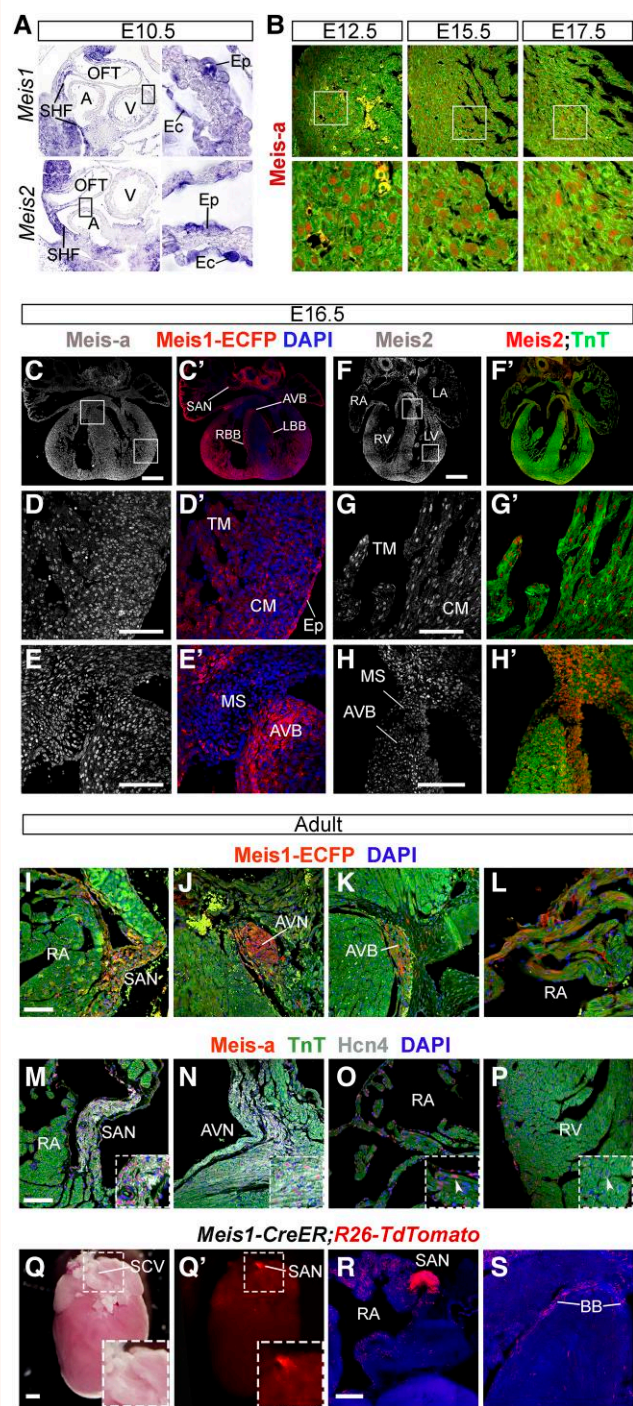 A
E10.5
Meis1
OFT
A
V
SHF
Ep
Ec
Meis2
OFT
V
A
SHF
Ep
Ec
B
E12.5 E15.5 E17.5
Meis-a
E16.5
Meis-a Meis1-ECFP DAPI Meis2 Meis2;TnT
C C' F F'
SAN
AVB
RBB
LBB
RA
LA
RV
LV
D D' G G'
TM
CM
Ep
TM
CM
E E' H H'
MS
AVB
MS
AVB
Adult
Meis1-ECFP DAPI
I J K L
RA
SAN
AVN
AVB
RA
Meis-a TnT Hcn4 DAPI
M N O P
RA
SAN
AVN
RA
RV
Meis1-CreER;R26-TdTomato
Q Q' R S
SCV
SAN
SAN
RA
BB